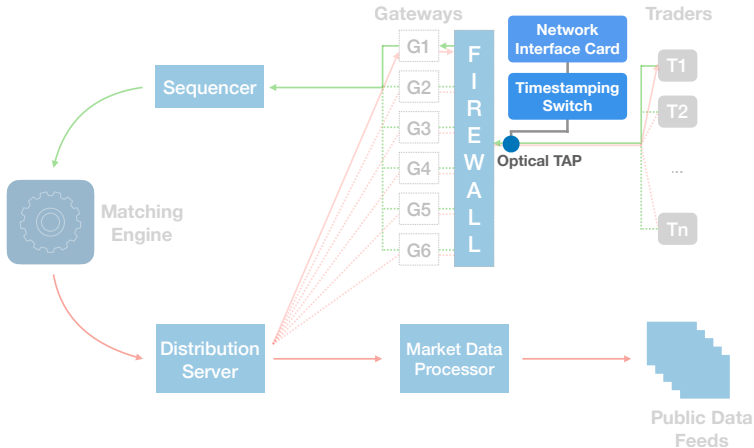 Gateways
Network
Interface Card
Traders
G1
T1
Sequencer
Timestamping
Switch
G2
T2
G3
FIREWALL
Optical TAP
G4
...
Matching
Engine
G5
Tn
G6
Distribution
Server
Market Data
Processor
Public Data
Feeds